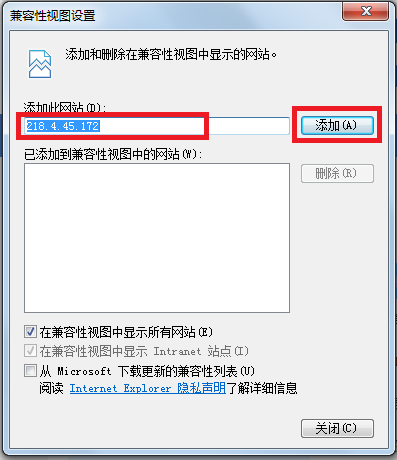 兼容性视图设置
添加和删除在兼容性视图中显示的网站。
添加此网站(D):
218.4.45.172
添加(A)
已添加到兼容性视图中的网站(W):
删除(R)
在兼容性视图中显示所有网站(E)
在兼容性视图中显示 Intranet 站点(I)
从 Microsoft 下载更新的兼容性列表(U)
阅读 Internet Explorer 隐私声明了解详细信息
关闭(C)